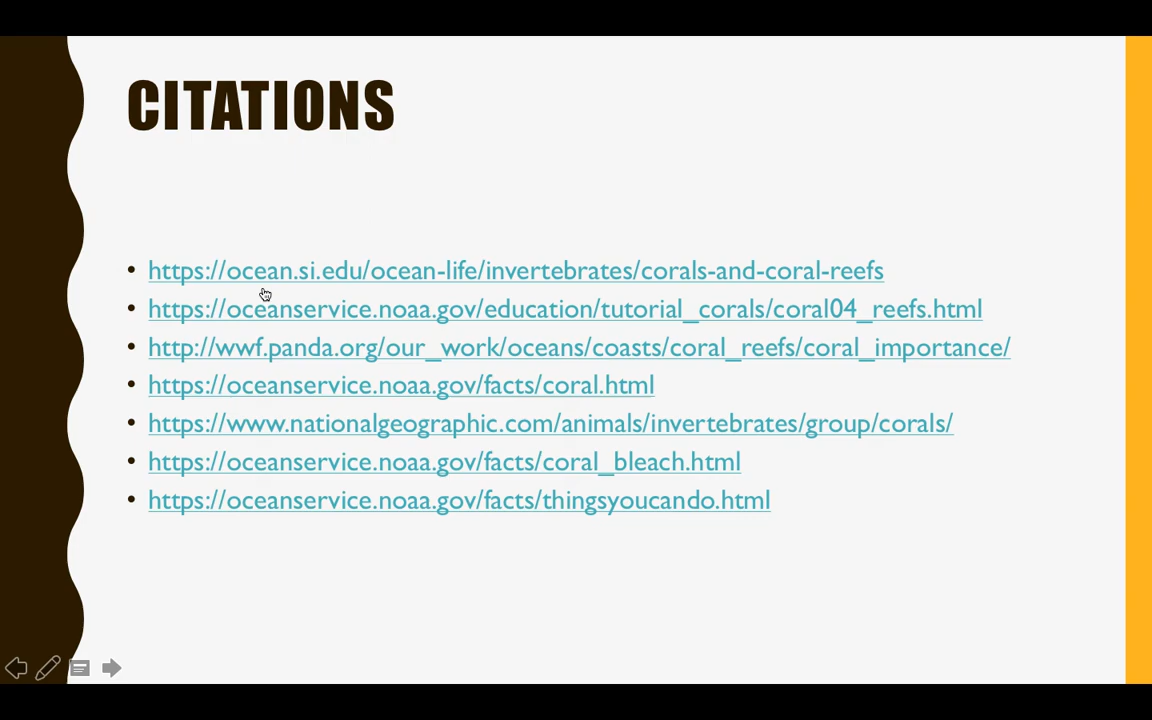 CITATIONS
• https://ocean.si.edu/ocean-life/invertebrates/corals-and-coral-reefs
• https://oceanservice.noaa.gov/education/tutorial_corals/coral04_reefs.html
• http://wwf.panda.org/our_work/oceans/coasts/coral_reefs/coral_importance/
• https://oceanservice.noaa.gov/facts/coral.html
• https://www.nationalgeographic.com/animals/invertebrates/group/corals/
• https://oceanservice.noaa.gov/facts/coral_bleach.html
• https://oceanservice.noaa.gov/facts/thingsyoucando.html